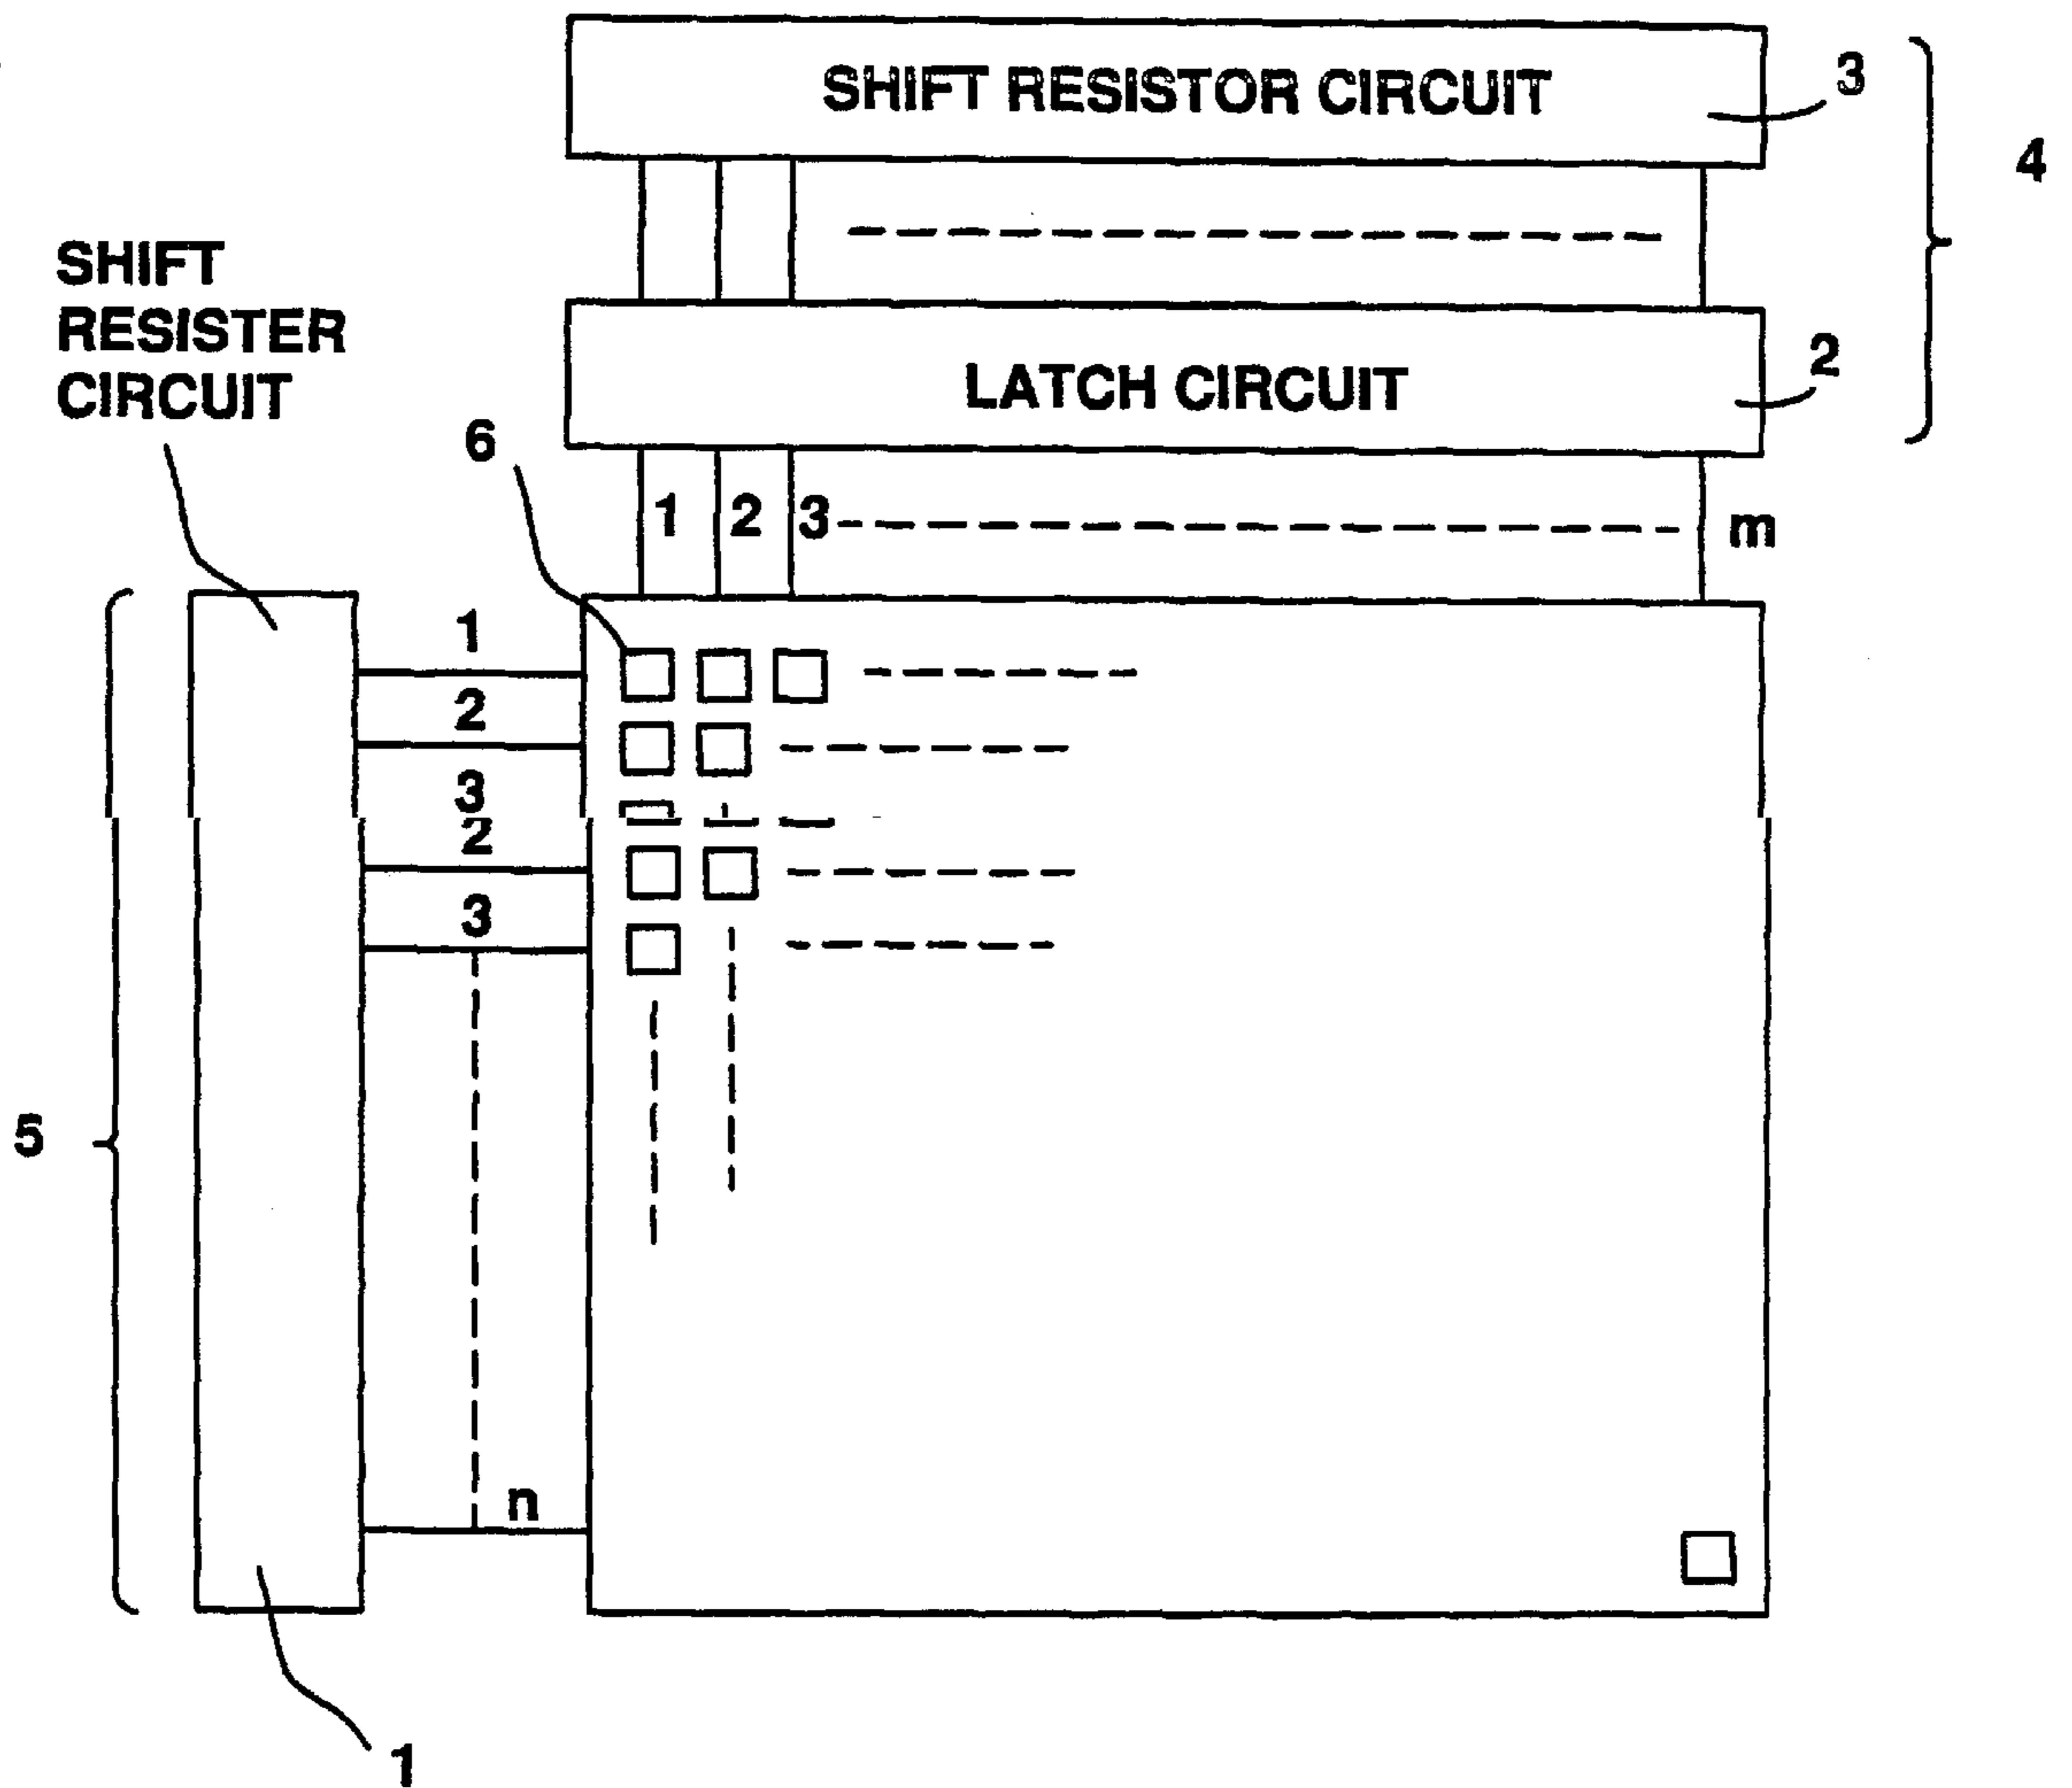 SHIFT RESISTOR CIRCUIT
3
4
SHIFT
RESISTER
CIRCUIT
LATCH CIRCUIT
2
6
1 2 3 m
1
2
3
2
3
5
n
1